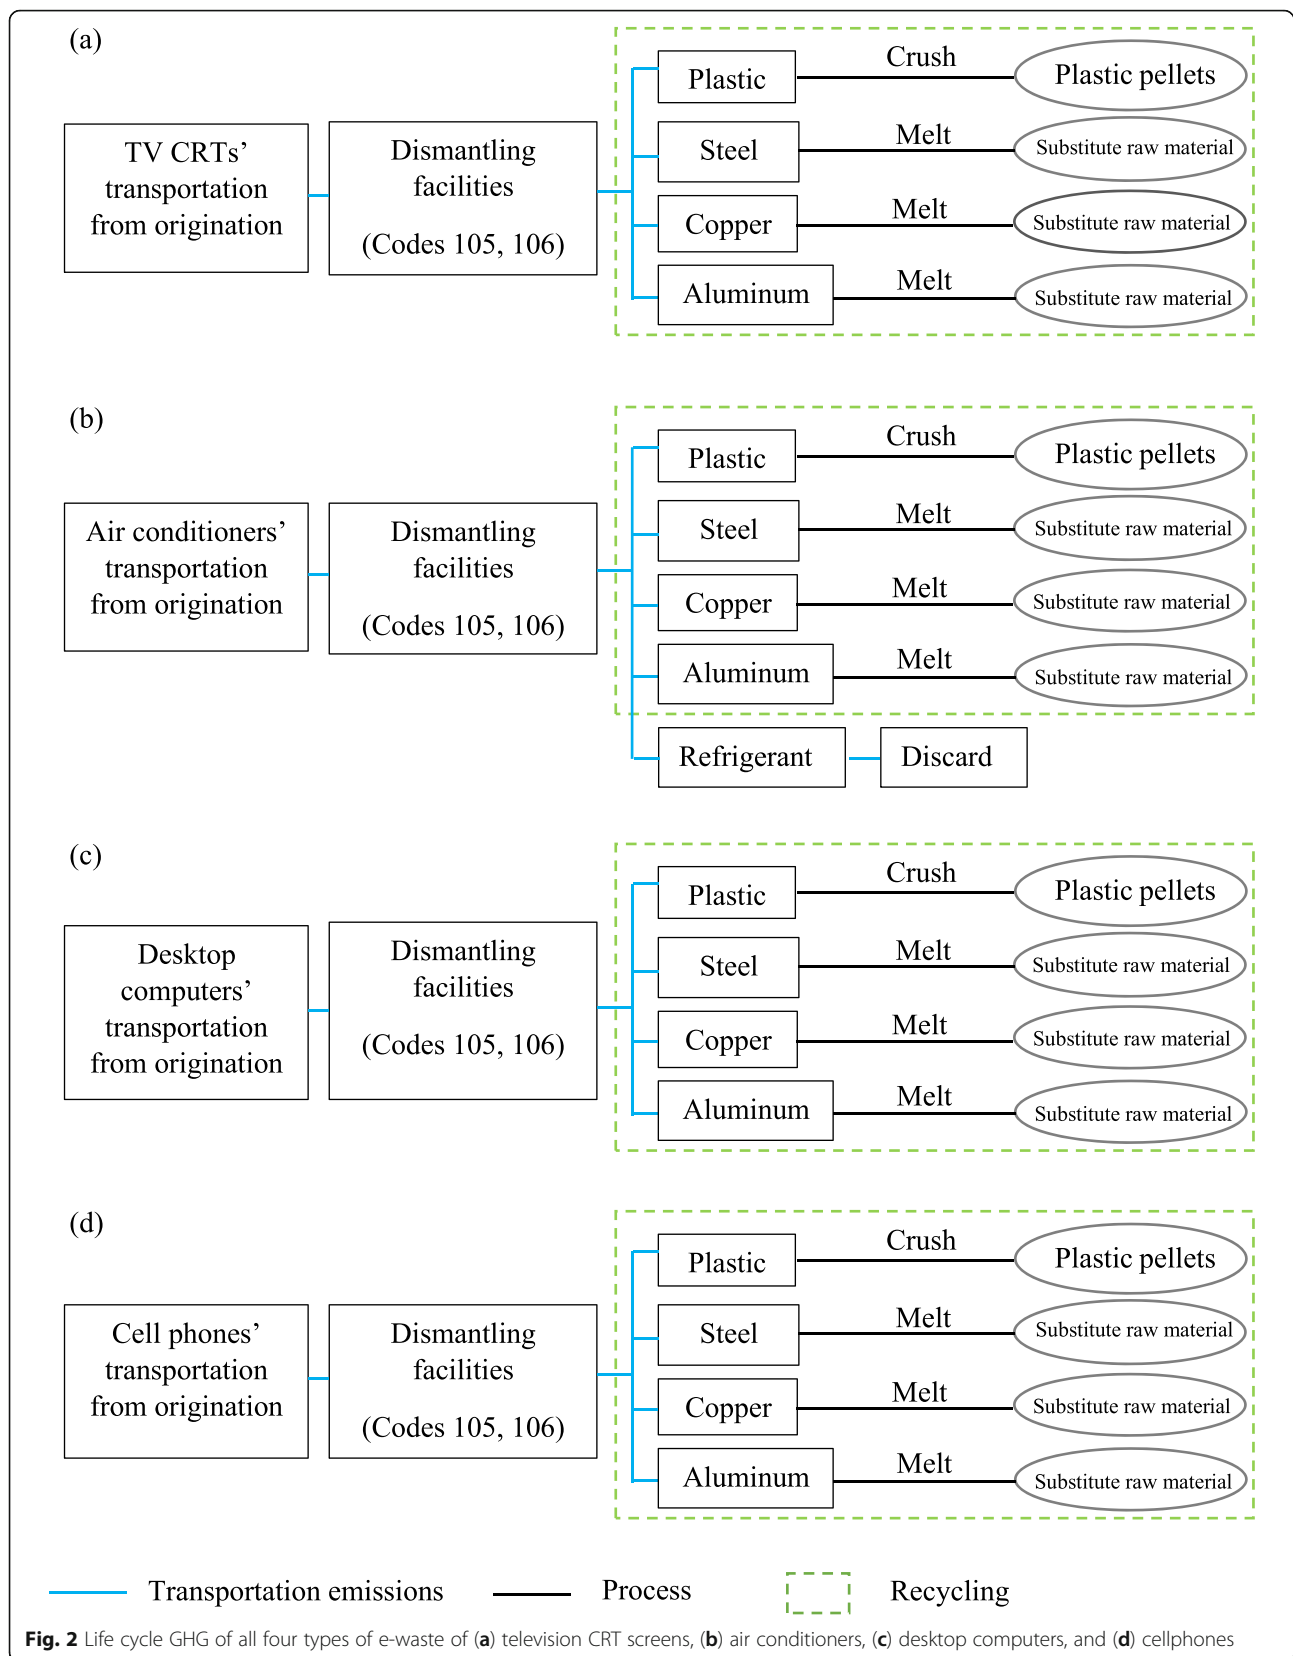 (a)
TV CRTs’
transportation
from origination
Dismantling
facilities
(Codes 105, 106)
Plastic
Crush
Plastic pellets
Steel
Melt
Substitute raw material
Copper
Melt
Substitute raw material
Aluminum
Melt
Substitute raw material
(b)
Air conditioners’
transportation
from origination
Dismantling
facilities
(Codes 105, 106)
Plastic
Crush
Plastic pellets
Steel
Melt
Substitute raw material
Copper
Melt
Substitute raw material
Aluminum
Melt
Substitute raw material
Refrigerant
Discard
(c)
Desktop
computers’
transportation
from origination
Dismantling
facilities
(Codes 105, 106)
Plastic
Crush
Plastic pellets
Steel
Melt
Substitute raw material
Copper
Melt
Substitute raw material
Aluminum
Melt
Substitute raw material
(d)
Cell phones’
transportation
from origination
Dismantling
facilities
(Codes 105, 106)
Plastic
Crush
Plastic pellets
Steel
Melt
Substitute raw material
Copper
Melt
Substitute raw material
Aluminum
Melt
Substitute raw material
Transportation emissions
Process
Recycling
Fig. 2 Life cycle GHG of all four types of e-waste of (a) television CRT screens, (b) air conditioners, (c) desktop computers, and (d) cellphones